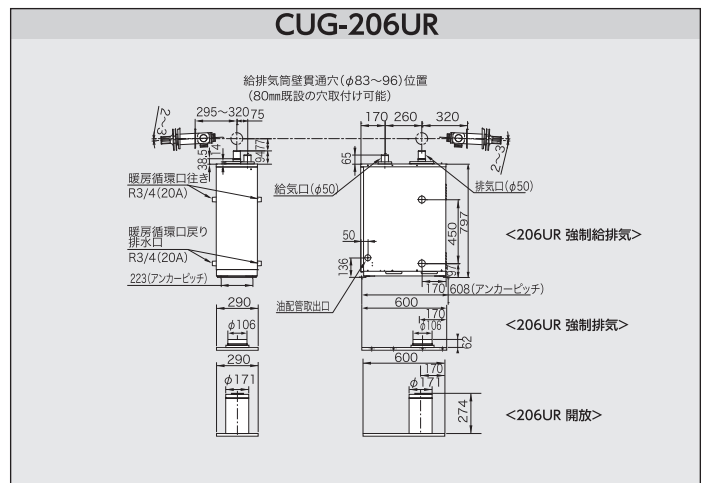 CUG-206UR
給排気筒壁貫通穴(φ83～96)位置
(80mm既設の穴取付け可能)
295～320 75
170 260 320
2～3
2～3
77
94
38.5
74
65
暖房循環口往き
R3/4(20A)
給気口(φ50)
排気口(φ50)
450
797
暖房循環口戻り
排水口
R3/4(20A)
50
136
97
<206UR 強制給排気>
223(アンカーピッチ)
170 608(アンカーピッチ)
油配管取出口
290
600
170
φ106
φ106
62
<206UR 強制排気>
290
600
170
φ171
φ171
274
<206UR 開放>